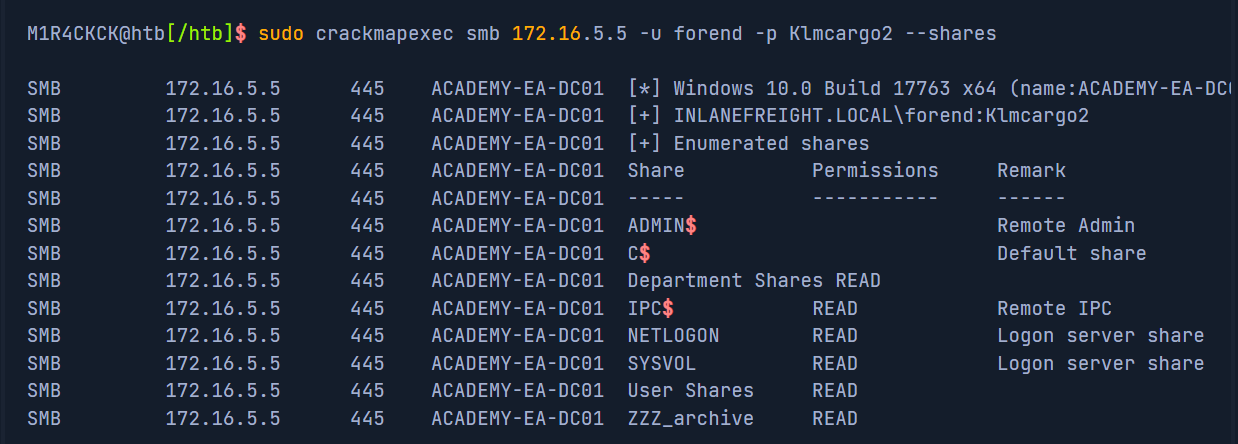 M1R4CKCK@htb[/htb]$ sudo crackmapexec smb 172.16.5.5 -u forend -p Klmcargo2 --shares
SMB         172.16.5.5      445    ACADEMY-EA-DC01  [*] Windows 10.0 Build 17763 x64 (name:ACADEMY-EA-DC0
SMB         172.16.5.5      445    ACADEMY-EA-DC01  [+] INLANEFREIGHT.LOCAL\forend:Klmcargo2
SMB         172.16.5.5      445    ACADEMY-EA-DC01  [+] Enumerated shares
SMB         172.16.5.5      445    ACADEMY-EA-DC01  Share           Permissions     Remark
SMB         172.16.5.5      445    ACADEMY-EA-DC01  -----           -----------     ------
SMB         172.16.5.5      445    ACADEMY-EA-DC01  ADMIN$                          Remote Admin
SMB         172.16.5.5      445    ACADEMY-EA-DC01  C$                              Default share
SMB         172.16.5.5      445    ACADEMY-EA-DC01  Department Shares READ
SMB         172.16.5.5      445    ACADEMY-EA-DC01  IPC$            READ            Remote IPC
SMB         172.16.5.5      445    ACADEMY-EA-DC01  NETLOGON        READ            Logon server share
SMB         172.16.5.5      445    ACADEMY-EA-DC01  SYSVOL          READ            Logon server share
SMB         172.16.5.5      445    ACADEMY-EA-DC01  User Shares     READ
SMB         172.16.5.5      445    ACADEMY-EA-DC01  ZZZ_archive     READ